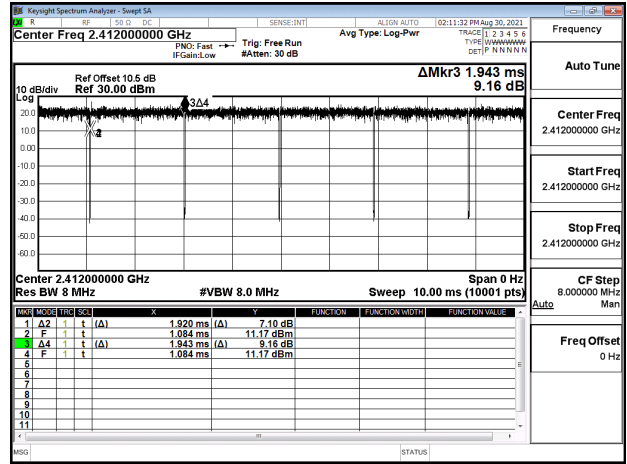 Keysight Spectrum Analyzer - Swept SA
R RF 50 Ω DC SENSE:INT ALIGN AUTO 02:11:32 PM Aug 30, 2021
Center Freq 2.412000000 GHz
PNO: Fast
IFGain:Low
Trig: Free Run
#Atten: 30 dB
Avg Type: Log-Pwr
TRACE 1 2 3 4 5 6
TYPE WWWWWW
DET P NNNNN
Frequency
Auto Tune
Center Freq
2.412000000 GHz
Start Freq
2.412000000 GHz
Stop Freq
2.412000000 GHz
CF Step
8.000000 MHz
Auto Man
Freq Offset
0 Hz
Ref Offset 10.5 dB
10 dB/div Ref 30.00 dBm
ΔMkr3 1.943 ms
9.16 dB
Log
20.0
10.0
0.00
-10.0
-20.0
-30.0
-40.0
-50.0
-60.0
3Δ4
Center 2.412000000 GHz Span 0 Hz
Res BW 8 MHz #VBW 8.0 MHz Sweep 10.00 ms (10001 pts)
MKR MODE TRC SCL X Y FUNCTION FUNCTION WIDTH FUNCTION VALUE
1 Δ2 1 t (Δ) 1.920 ms (Δ) 7.10 dB
2 F 1 t 1.084 ms 11.17 dBm
3 Δ4 1 t (Δ) 1.943 ms (Δ) 9.16 dB
4 F 1 t 1.084 ms 11.17 dBm
5
6
7
8
9
10
11
MSG STATUS